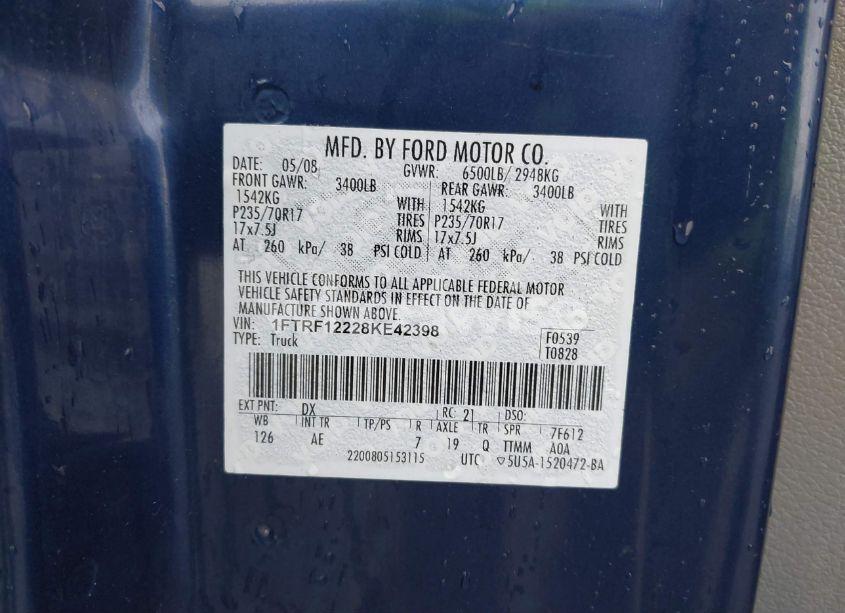 MFD. BY FORD MOTOR CO.
DATE: 05/08 GVWR: 6500LB/ 2948KG
FRONT GAWR: 3400LB REAR GAWR: 3400LB
1542KG WITH 1542KG WITH
P235/70R17 TIRES P235/70R17 TIRES
17x7.5J RIMS 17x7.5J RIMS
AT 260 kPa/ 38 PSI COLD AT 260 kPa/ 38 PSI COLD
THIS VEHICLE CONFORMS TO ALL APPLICABLE FEDERAL MOTOR
VEHICLE SAFETY STANDARDS IN EFFECT ON THE DATE OF
MANUFACTURE SHOWN ABOVE.
VIN: 1FTRF12228KE42398 F0539
TYPE: Truck T0828
EXT PNT: DX RC: 21 DSO:
WB INT TR TP/PS R AXLE TR SPR 7F612
126 AE 7 19 Q TTMM A0A
2200805153115 UTC ▽5U5A-1520472-BA